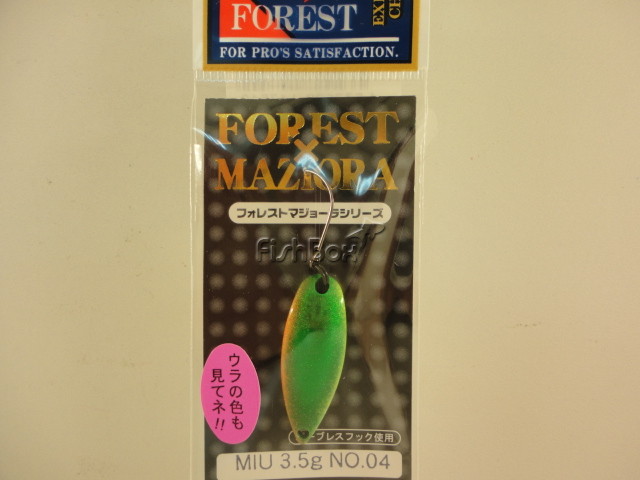 FOREST
FOR PRO'S SATISFACTION.
FOREST
×
MAZIORA
フォレストマジョーラシリーズ
FishBox
ウラの色も
見てネ!!
ーブレスフック使用
MIU 3.5g NO.04